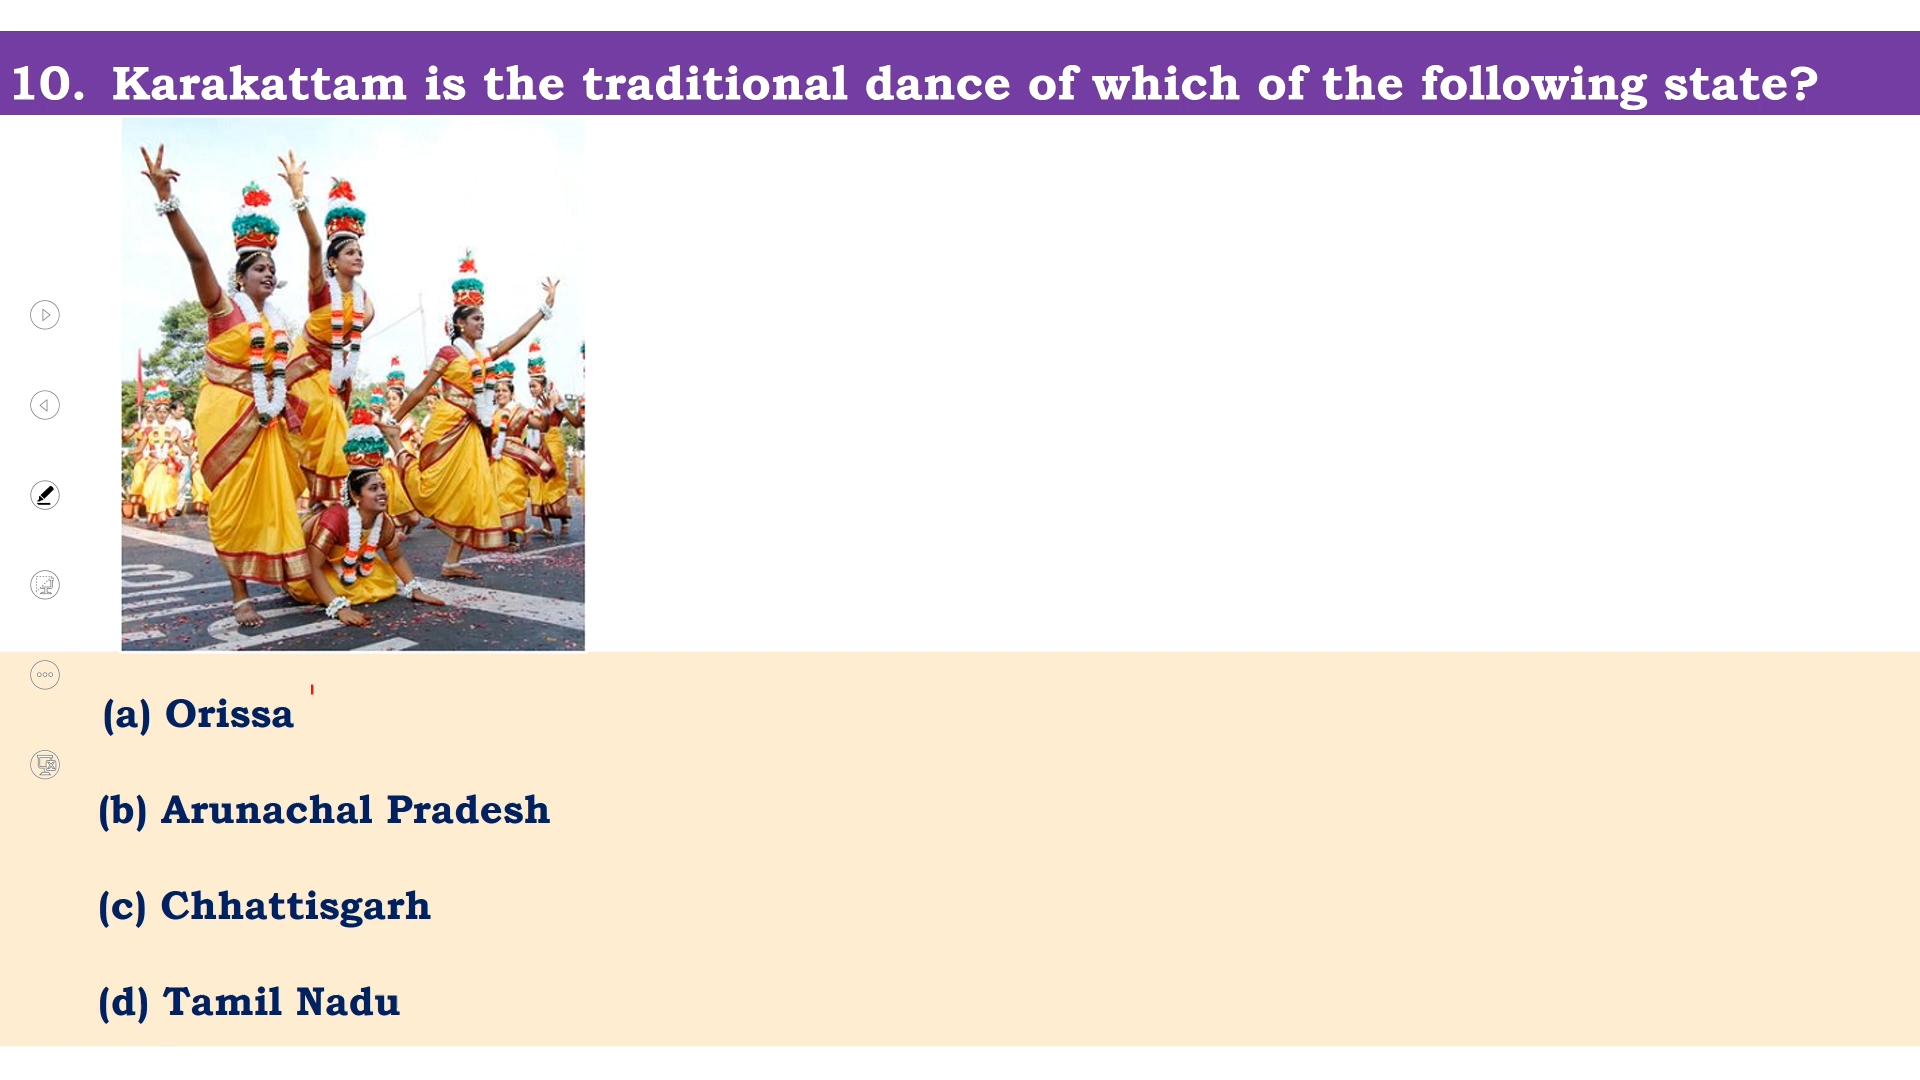 10. Karakattam is the traditional dance of which of the following state?
(a) Orissa
(b) Arunachal Pradesh
(c) Chhattisgarh
(d) Tamil Nadu